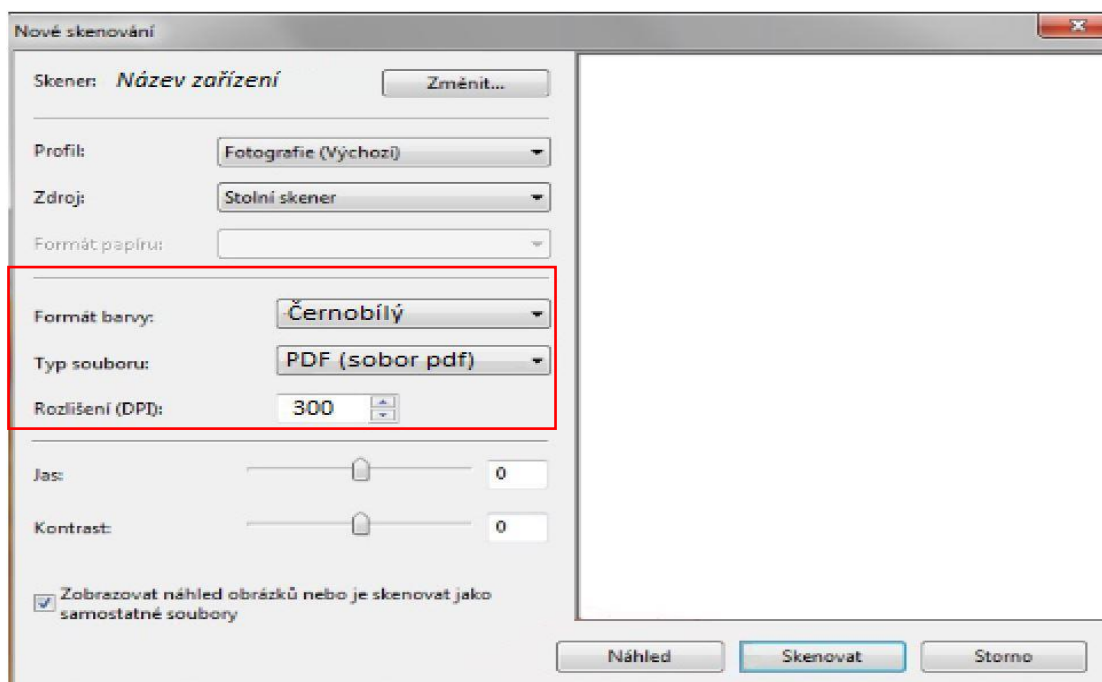 Nové skenování
Skener: Název zařízení Změnit...
Profil: Fotografie (Výchozí)
Zdroj: Stolní skener
Formát papíru:
Formát barvy: Černobílý
Typ souboru: PDF (sobor pdf)
Rozlišení (DPI): 300
Jas: 0
Kontrast: 0
Zobrazovat náhled obrázků nebo je skenovat jako
samostatné soubory
Náhled Skenovat Storno